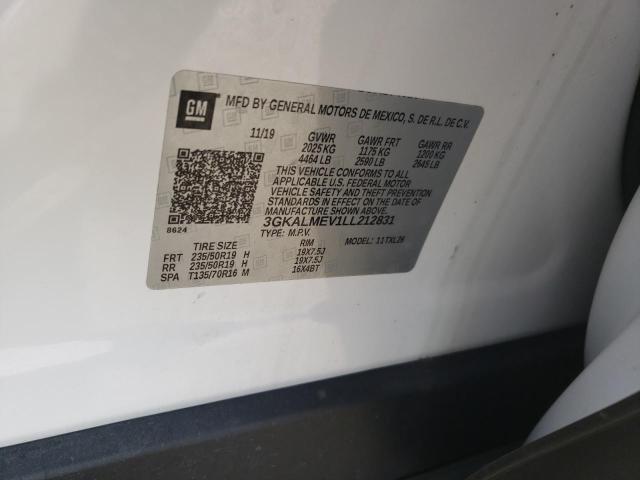 GM
MFD BY GENERAL MOTORS DE MEXICO, S. DE R.L. DE C.V.
11/19 GVWR GAWR FRT GAWR RR
2025 KG 1175 KG 1200 KG
4464 LB 2590 LB 2645 LB
THIS VEHICLE CONFORMS TO ALL
APPLICABLE U.S. FEDERAL MOTOR
VEHICLE SAFETY AND THEFT PREVENTION
STANDARDS IN EFFECT ON THE DATE OF
MANUFACTURE SHOWN ABOVE.
8624 3GKALMEV1LL212831
TYPE: M.P.V. MODEL: 11TXL26
TIRE SIZE RIM
FRT 235/50R19 H 19X7.5J
RR 235/50R19 H 19X7.5J
SPA T135/70R16 M 16X4BT